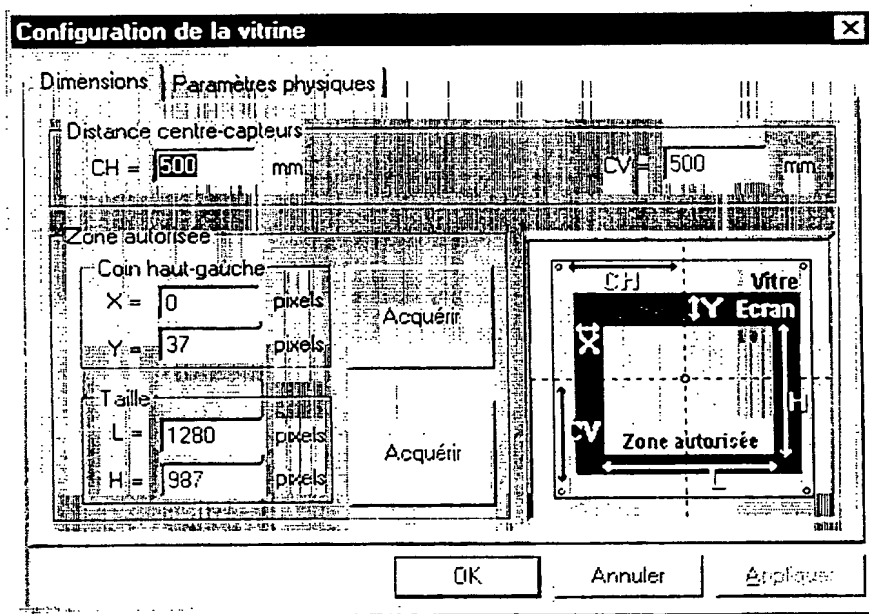 Configuration de la vitrine
Dimensions
Paramètres physiques
Distance centre-capteurs
CH = 500 mm
CV = 500 mm
Zone autorisée
Coin haut-gauche
X = 0 pixels
Y = 37 pixels
Acquérir
Taille
L = 1280 pixels
H = 987 pixels
Acquérir
CH
Vitre
Y
Ecran
X
H
CV
Zone autorisée
L
OK
Annuler
Appliquer